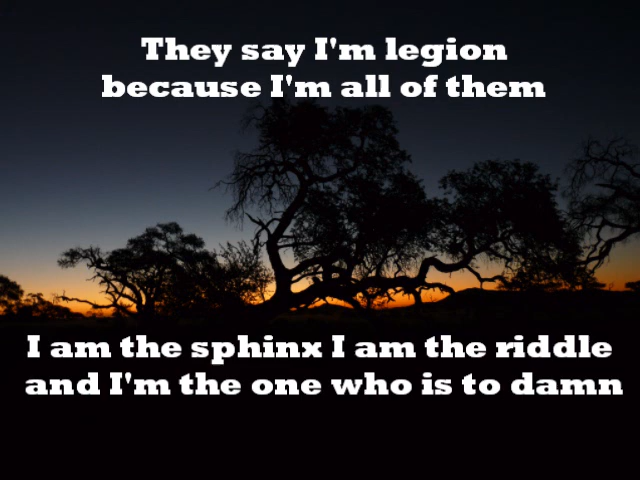 They say I'm legion
because I'm all of them
I am the sphinx I am the riddle
and I'm the one who is to damn